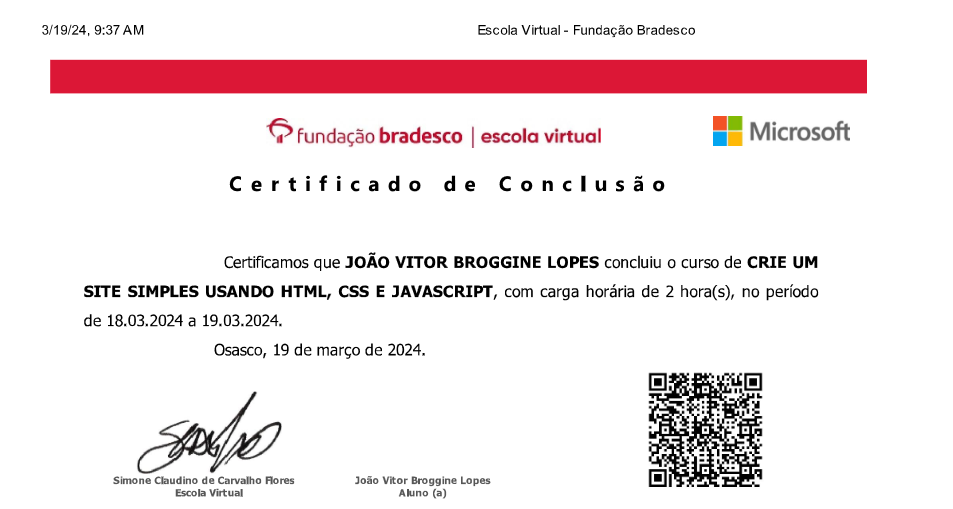 3/19/24, 9:37 AM
Escola Virtual - Fundação Bradesco
fundação bradesco | escola virtual
Microsoft
Certificado de Conclusão
Certificamos que JOÃO VITOR BROGGINE LOPES concluiu o curso de CRIE UM
SITE SIMPLES USANDO HTML, CSS E JAVASCRIPT, com carga horária de 2 hora(s), no período
de 18.03.2024 a 19.03.2024.
Osasco, 19 de março de 2024.
Simone Claudino de Carvalho Flores
Escola Virtual
João Vitor Broggine Lopes
Aluno (a)